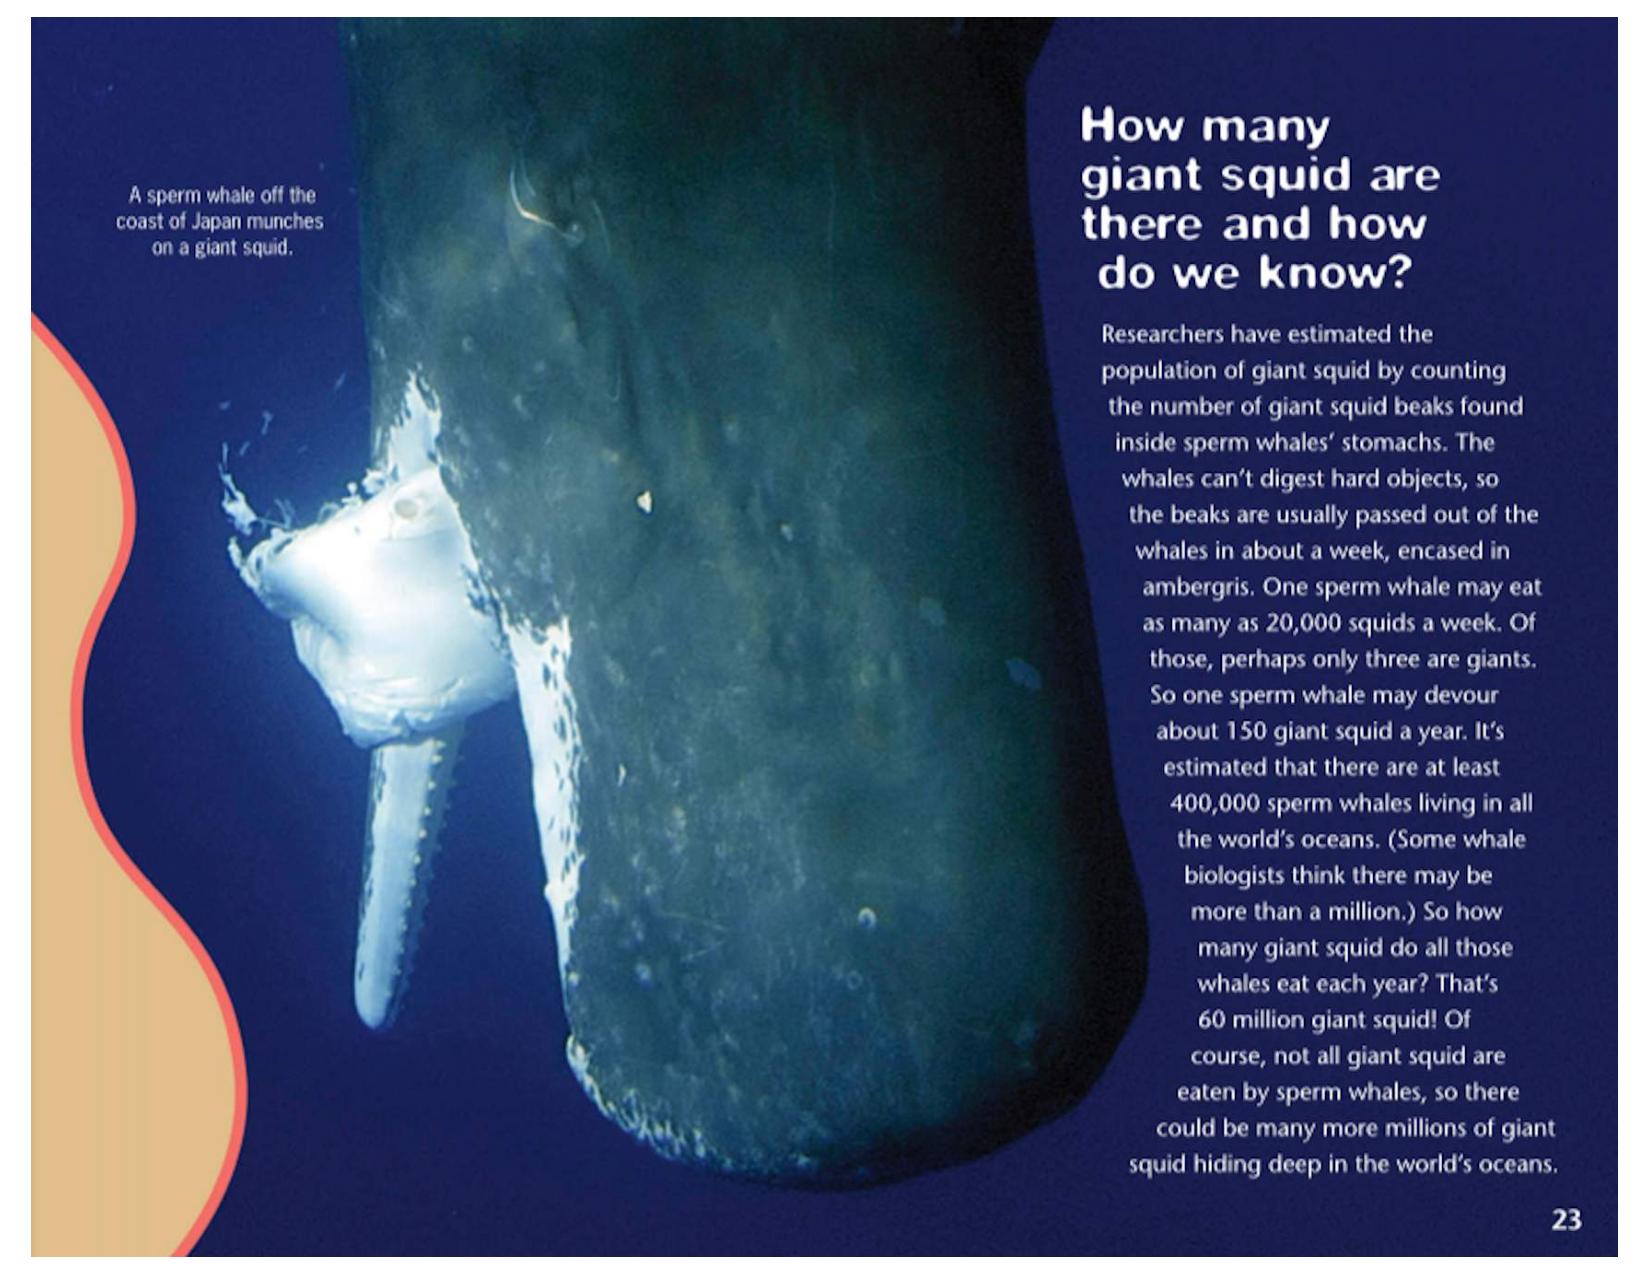 A sperm whale off the
coast of Japan munches
on a giant squid.
How many
giant squid are
there and how
do we know?
Researchers have estimated the
population of giant squid by counting
the number of giant squid beaks found
inside sperm whales' stomachs. The
whales can't digest hard objects, so
the beaks are usually passed out of the
whales in about a week, encased in
ambergris. One sperm whale may eat
as many as 20,000 squids a week. Of
those, perhaps only three are giants.
So one sperm whale may devour
about 150 giant squid a year. It's
estimated that there are at least
400,000 sperm whales living in all
the world's oceans. (Some whale
biologists think there may be
more than a million.) So how
many giant squid do all those
whales eat each year? That's
60 million giant squid! Of
course, not all giant squid are
eaten by sperm whales, so there
could be many more millions of giant
squid hiding deep in the world's oceans.
23